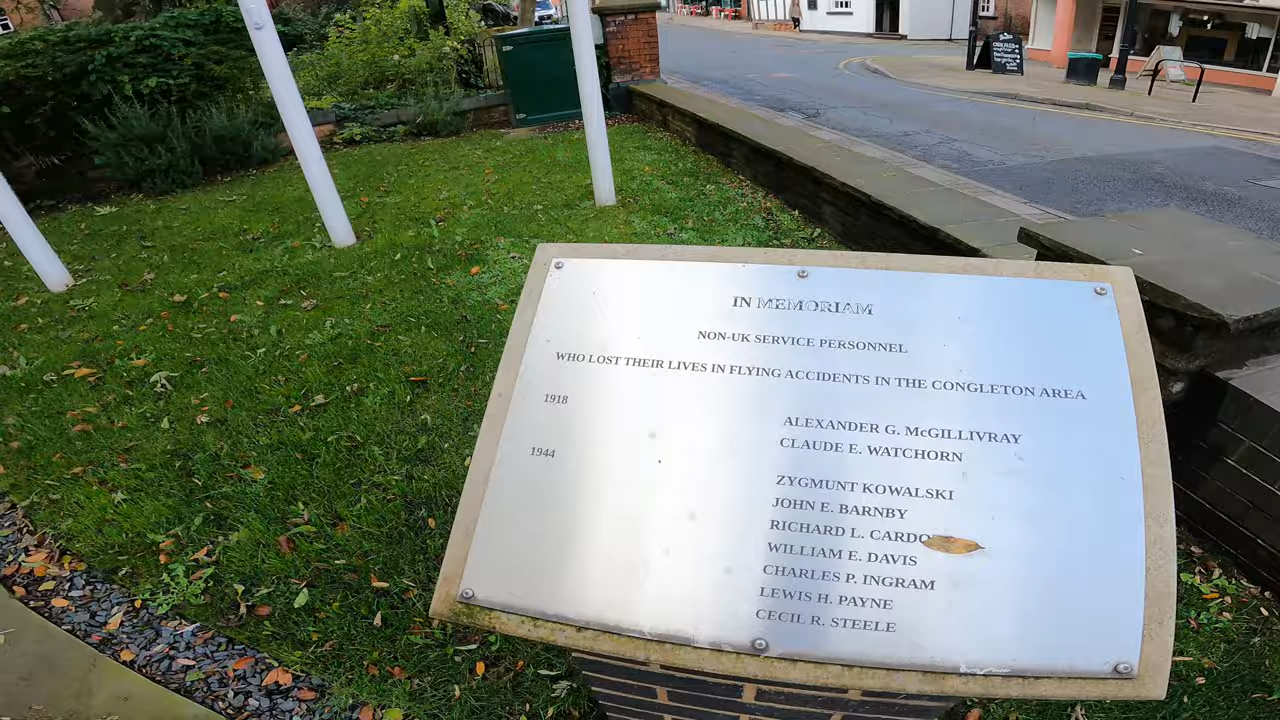 IN MEMORIAM
NON-UK SERVICE PERSONNEL
WHO LOST THEIR LIVES IN FLYING ACCIDENTS IN THE CONGLETON AREA
1918
ALEXANDER G. McGILLIVRAY
CLAUDE E. WATCHORN
1944
ZYGMUNT KOWALSKI
JOHN E. BARNBY
RICHARD L.
WILLIAM E. DAVIS
CHARLES P. INGRAM
LEWIS H. PAYNE
CECIL R. STEELE